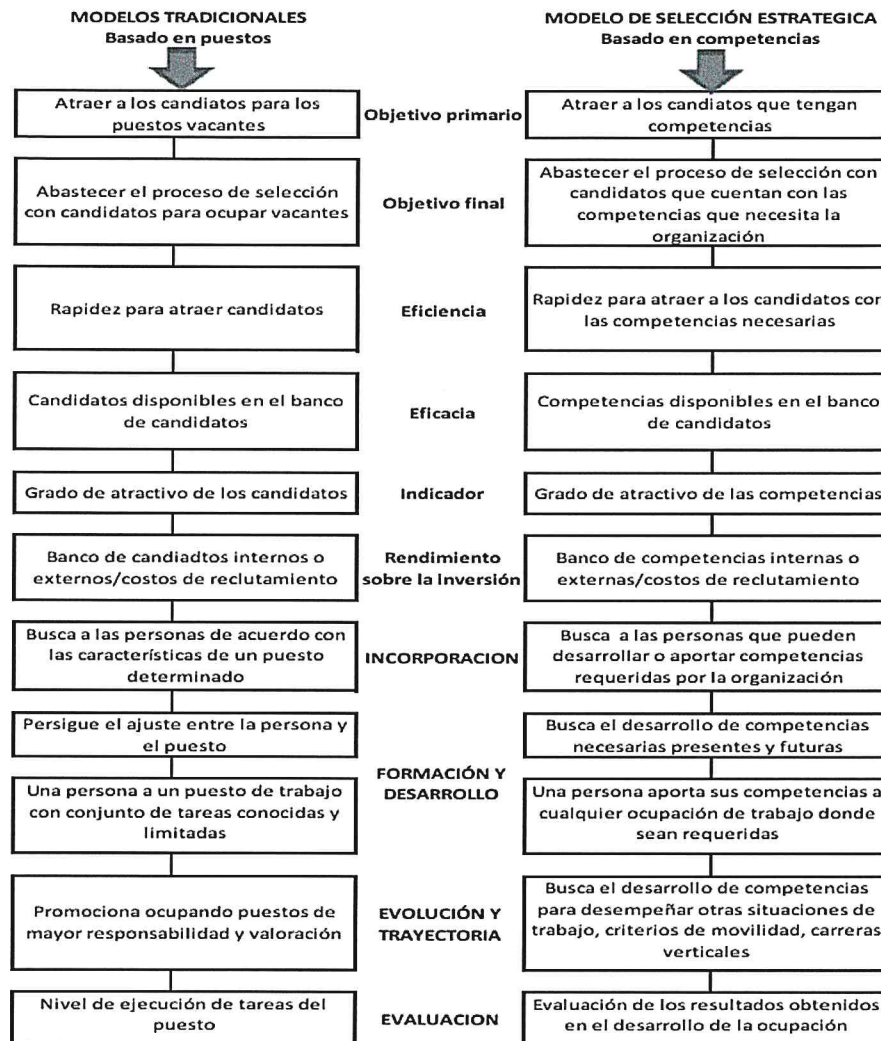 MODELOS TRADICIONALES
Basado en puestos
MODELO DE SELECCIÓN ESTRATEGICA
Basado en competencias
Atraer a los candiatos para los
puestos vacantes
Objetivo primario
Atraer a los candiatos que tengan
competencias
Abastecer el proceso de selección
con candidatos para ocupar vacantes
Objetivo final
Abastecer el proceso de selección con
candidatos que cuentan con las
competencias que necesita la
organización
Rapidez para atraer candidatos
Eficiencia
Rapidez para atraer a los candidatos con
las competencias necesarias
Candidatos disponibles en el banco
de candidatos
Eficacia
Competencias disponibles en el banco
de candidatos
Grado de atractivo de los candidatos
Indicador
Grado de atractivo de las competencias
Banco de candiadtos internos o
externos/costos de reclutamiento
Rendimiento
sobre la inversión
Banco de competencias internas o
externas/costos de reclutamiento
Busca a las personas de acuerdo con
las características de un puesto
determinado
INCORPORACION
Busca a las personas que pueden
desarrollar o aportar competencias
requeridas por la organización
Persigue el ajuste entre la persona y
el puesto
Busca el desarrollo de competencias
necesarias presentes y futuras
FORMACIÓN Y
DESARROLLO
Una persona a un puesto de trabajo
con conjunto de tareas conocidas y
limitadas
Una persona aporta sus competencias a
cualquier ocupación de trabajo donde
sean requeridas
Promociona ocupando puestos de
mayor responsabilidad y valoración
EVOLUCIÓN Y
TRAYECTORIA
Busca el desarrollo de competencias
para desempeñar otras situaciones de
trabajo, criterios de movilidad, carreras
verticales
Nivel de ejecución de tareas del
puesto
EVALUACION
Evaluación de los resultados obtenidos
en el desarrollo de la ocupación